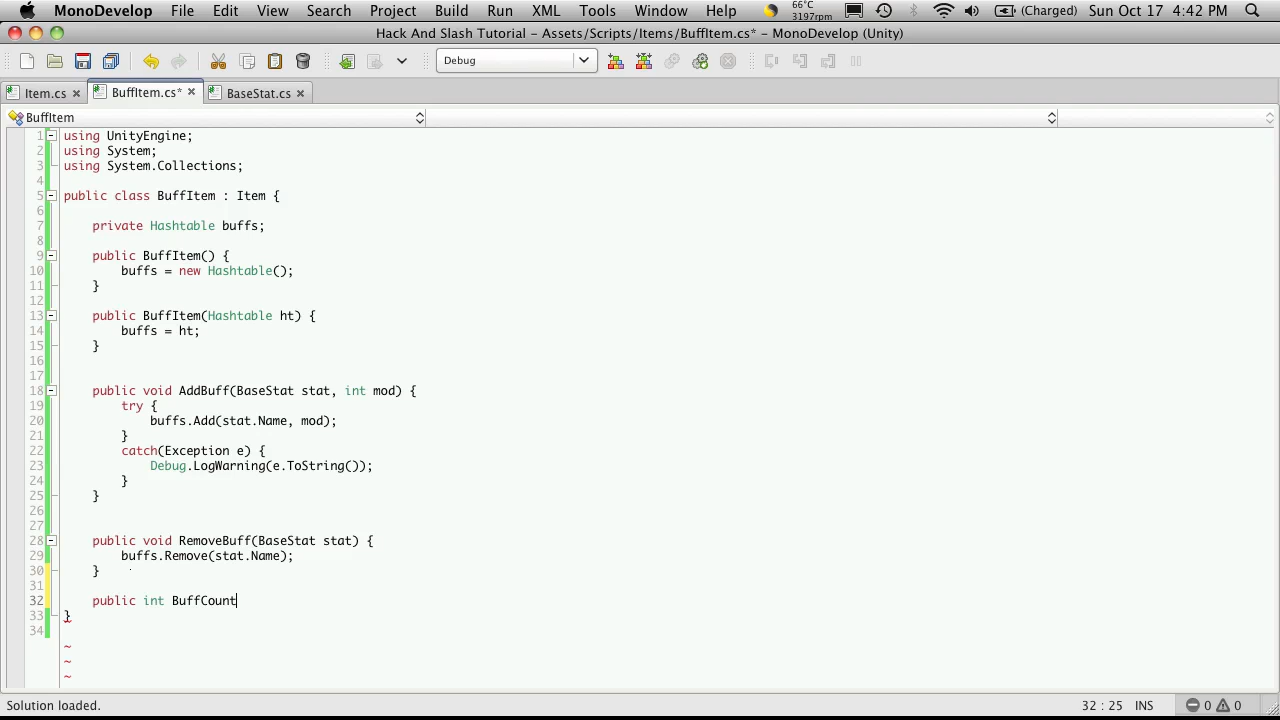 MonoDevelop File Edit View Search Project Build Run XML Tools Window Help 66°C 3197rpm (Charged) Sun Oct 17 4:42 PM
Hack And Slash Tutorial - Assets/Scripts/Items/BuffItem.cs* - MonoDevelop (Unity)
Debug
Item.cs × BuffItem.cs* × BaseStat.cs ×
BuffItem
1 using UnityEngine;
2 using System;
3 using System.Collections;
4
5 public class BuffItem : Item {
6
7 private Hashtable buffs;
8
9 public BuffItem() {
10 buffs = new Hashtable();
11 }
12
13 public BuffItem(Hashtable ht) {
14 buffs = ht;
15 }
16
17
18 public void AddBuff(BaseStat stat, int mod) {
19 try {
20 buffs.Add(stat.Name, mod);
21 }
22 catch(Exception e) {
23 Debug.LogWarning(e.ToString());
24 }
25 }
26
27
28 public void RemoveBuff(BaseStat stat) {
29 buffs.Remove(stat.Name);
30 }
31
32 public int BuffCount
33 }
34
~
~
~
Solution loaded. 32 : 25 INS 0 0